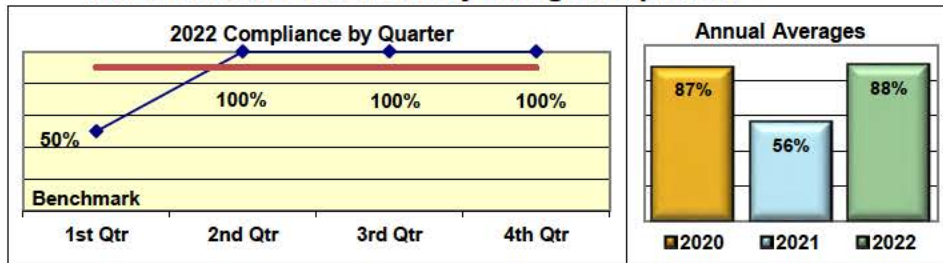 2022 Compliance by Quarter
100%
100%
100%
50%
Benchmark
1st Qtr
2nd Qtr
3rd Qtr
4th Qtr
Annual Averages
87%
56%
88%
2020
2021
2022